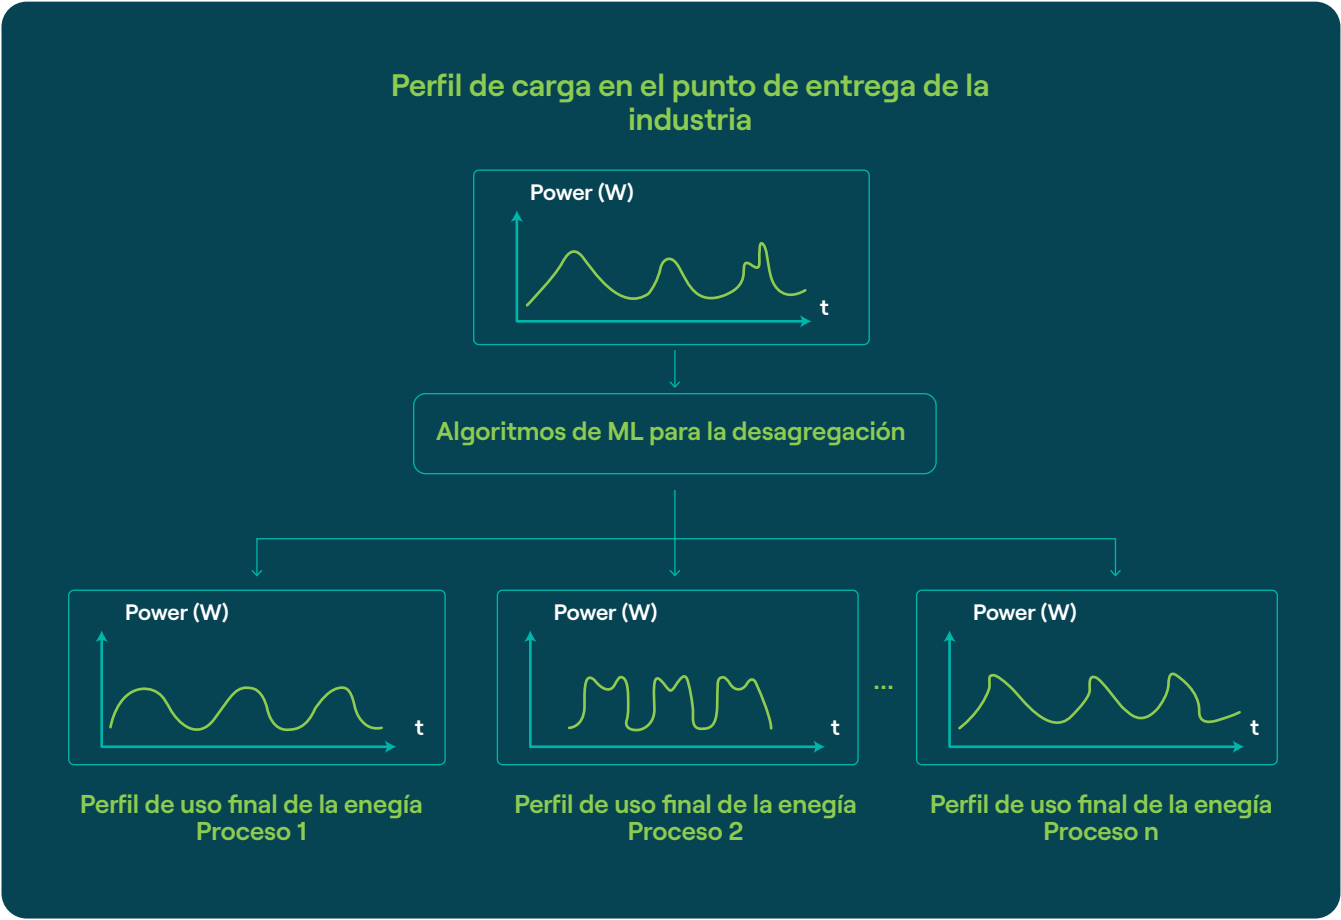 Perfil de carga en el punto de entrega de la
industria
Power (W)
t
Algoritmos de ML para la desagregación
Power (W)
t
Power (W)
t
...
Power (W)
t
Perfil de uso final de la enegía
Proceso 1
Perfil de uso final de la enegía
Proceso 2
Perfil de uso final de la enegía
Proceso n